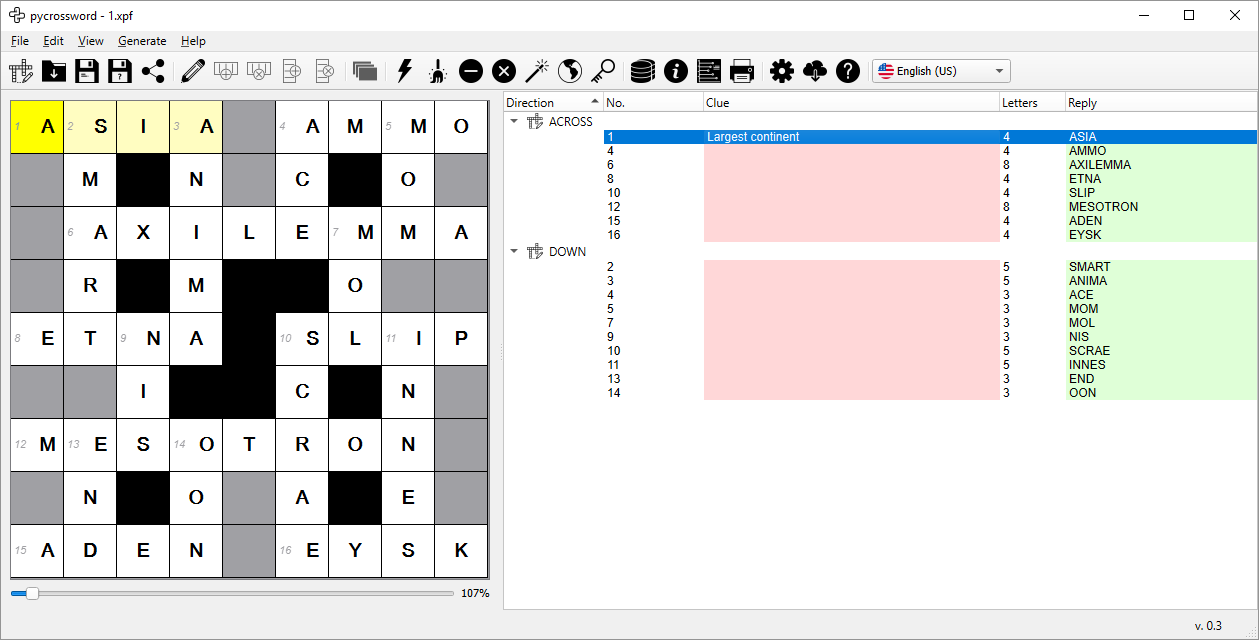 pycrossword - 1.xpf
File Edit View Generate Help
English (US)
1 A 2 S I 3 A 4 A M 5 M O
M N C O
6 A X I L E 7 M M A
R M O
8 E T 9 N A 10 S L 11 I P
I C N
12 M 13 E S 14 O T R O N
N O A E
15 A D E N 16 E Y S K
107%
Direction No. Clue Letters Reply
ACROSS
1 Largest continent 4 ASIA
4 4 AMMO
6 8 AXILEMMA
8 4 ETNA
10 4 SLIP
12 8 MESOTRON
15 4 ADEN
16 4 EYSK
DOWN
2 5 SMART
3 5 ANIMA
4 3 ACE
5 3 MOM
7 3 MOL
9 3 NIS
10 5 SCRAE
11 5 INNES
13 3 END
14 3 OON
v. 0.3